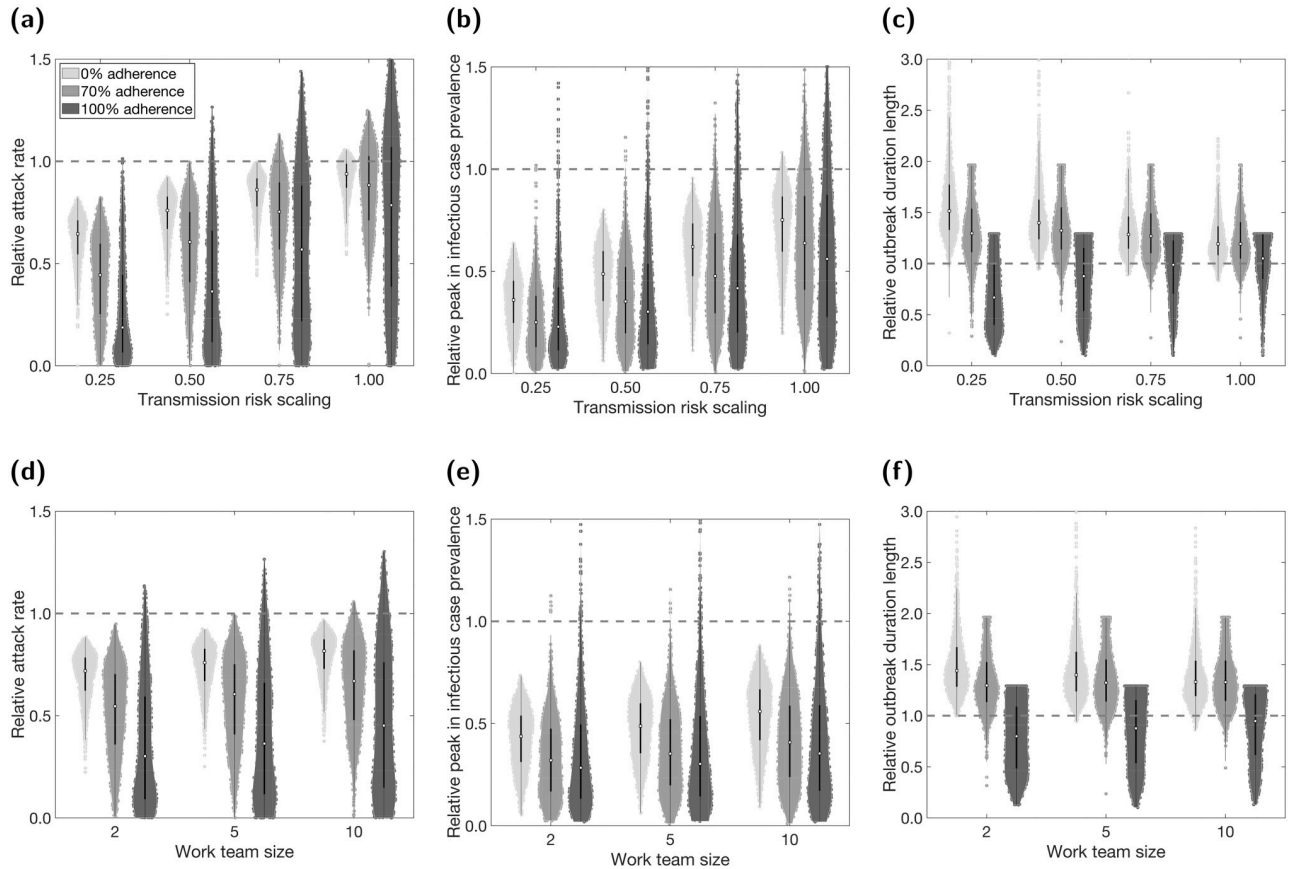 (a)
Relative attack rate
1.5
1.0
0.5
0.0
0% adherence
70% adherence
100% adherence
0.25 0.50 0.75 1.00
Transmission risk scaling
(b)
Relative peak in infectious case prevalence
1.5
1.0
0.5
0.0
0.25 0.50 0.75 1.00
Transmission risk scaling
(c)
Relative outbreak duration length
3.0
2.5
2.0
1.5
1.0
0.5
0.0
0.25 0.50 0.75 1.00
Transmission risk scaling
(d)
Relative attack rate
1.5
1.0
0.5
0.0
2 5 10
Work team size
(e)
Relative peak in infectious case prevalence
1.5
1.0
0.5
0.0
2 5 10
Work team size
(f)
Relative outbreak duration length
3.0
2.5
2.0
1.5
1.0
0.5
0.0
2 5 10
Work team size